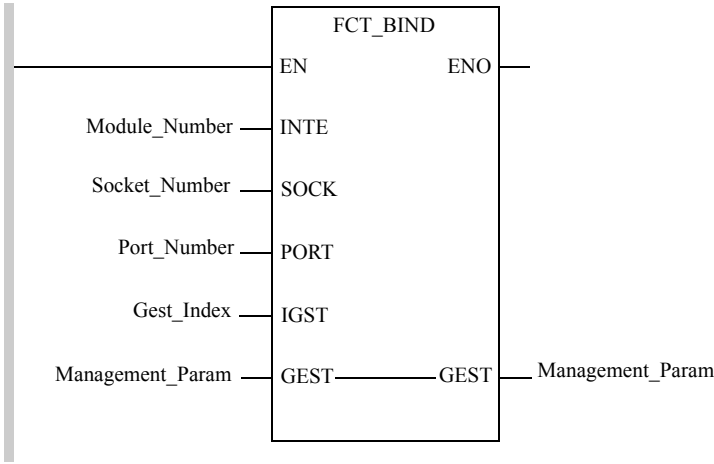 FCT_BIND
EN ENO
Module_Number INTE
Socket_Number SOCK
Port_Number PORT
Gest_Index IGST
Management_Param GEST GEST Management_Param